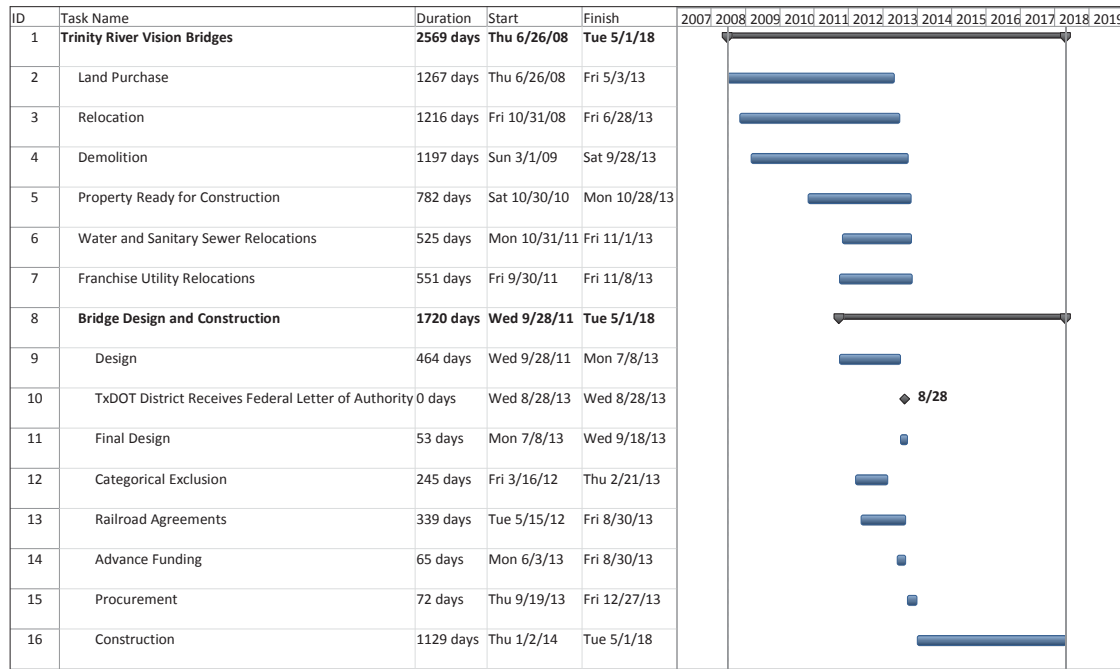 ID Task Name Duration Start Finish 2007 2008 2009 2010 2011 2012 2013 2014 2015 2016 2017 2018 2019
1 Trinity River Vision Bridges 2569 days Thu 6/26/08 Tue 5/1/18
2 Land Purchase 1267 days Thu 6/26/08 Fri 5/3/13
3 Relocation 1216 days Fri 10/31/08 Fri 6/28/13
4 Demolition 1197 days Sun 3/1/09 Sat 9/28/13
5 Property Ready for Construction 782 days Sat 10/30/10 Mon 10/28/13
6 Water and Sanitary Sewer Relocations 525 days Mon 10/31/11 Fri 11/1/13
7 Franchise Utility Relocations 551 days Fri 9/30/11 Fri 11/8/13
8 Bridge Design and Construction 1720 days Wed 9/28/11 Tue 5/1/18
9 Design 464 days Wed 9/28/11 Mon 7/8/13
10 TxDOT District Receives Federal Letter of Authority 0 days Wed 8/28/13 Wed 8/28/13 8/28
11 Final Design 53 days Mon 7/8/13 Wed 9/18/13
12 Categorical Exclusion 245 days Fri 3/16/12 Thu 2/21/13
13 Railroad Agreements 339 days Tue 5/15/12 Fri 8/30/13
14 Advance Funding 65 days Mon 6/3/13 Fri 8/30/13
15 Procurement 72 days Thu 9/19/13 Fri 12/27/13
16 Construction 1129 days Thu 1/2/14 Tue 5/1/18